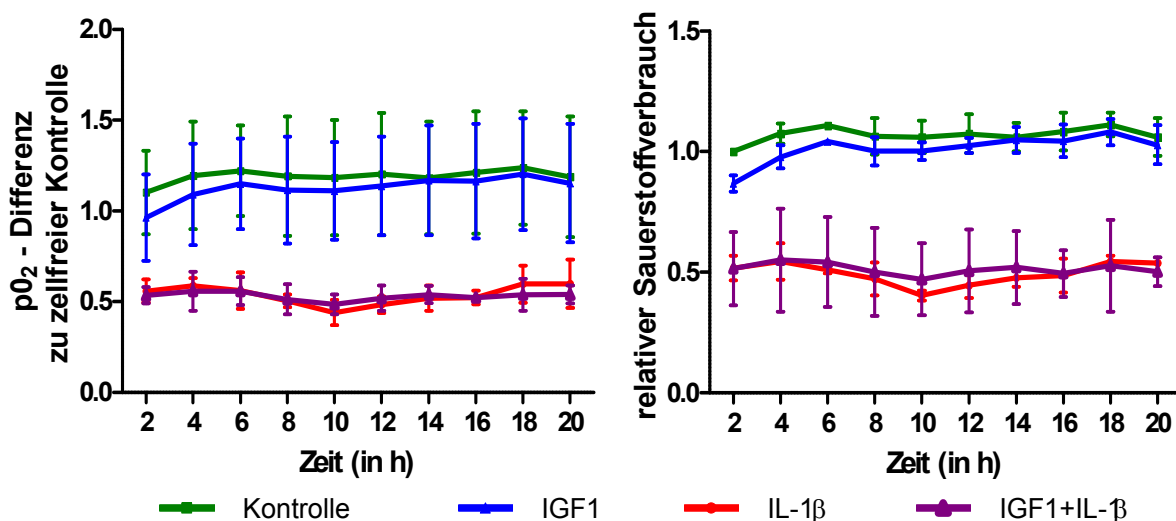 pO₂ - Differenz
zu zellfreier Kontrolle
2.0
1.5
1.0
0.5
0.0
2 4 6 8 10 12 14 16 18 20
Zeit (in h)
relativer Sauerstoffverbrauch
1.5
1.0
0.5
0.0
2 4 6 8 10 12 14 16 18 20
Zeit (in h)
Kontrolle IGF1 IL-1β IGF1+IL-1β